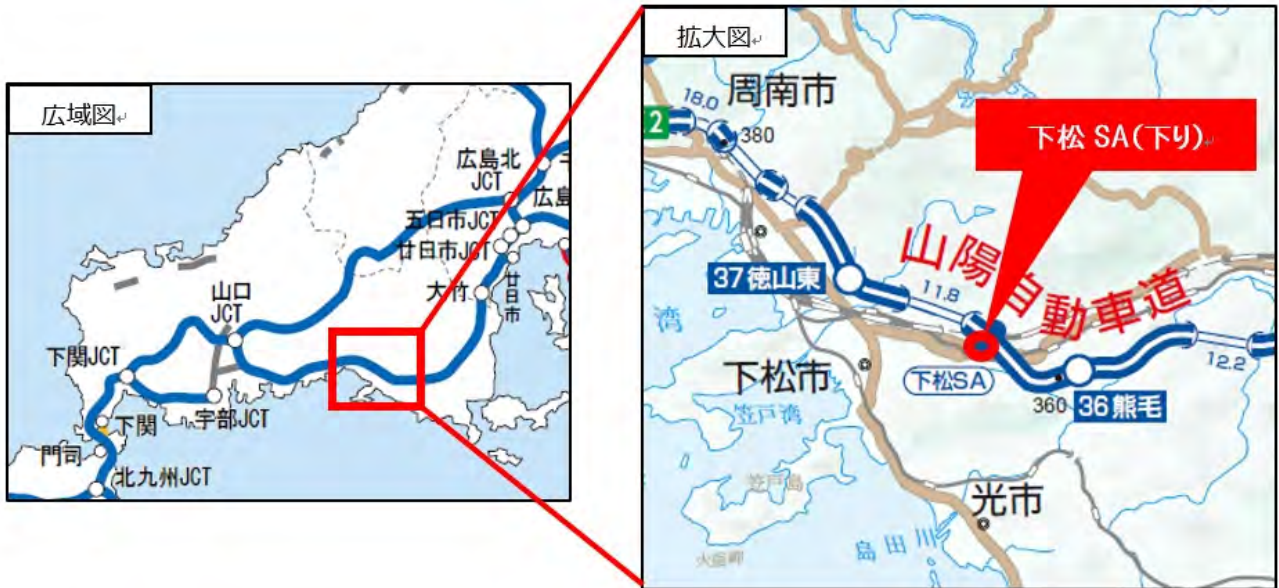 広域図
広島北
JCT
広島
五日市JCT
廿日市JCT
廿日市
大竹
山口
JCT
下関JCT
宇部JCT
下関
門司
北九州JCT
拡大図
周南市
18.0
2
380
下松 SA(下り)
山陽自動車道
37 徳山東
11.8
湾
下松市
下松SA
笠戸湾
360
36 熊毛
12.2
笠戸島
光市
島田川